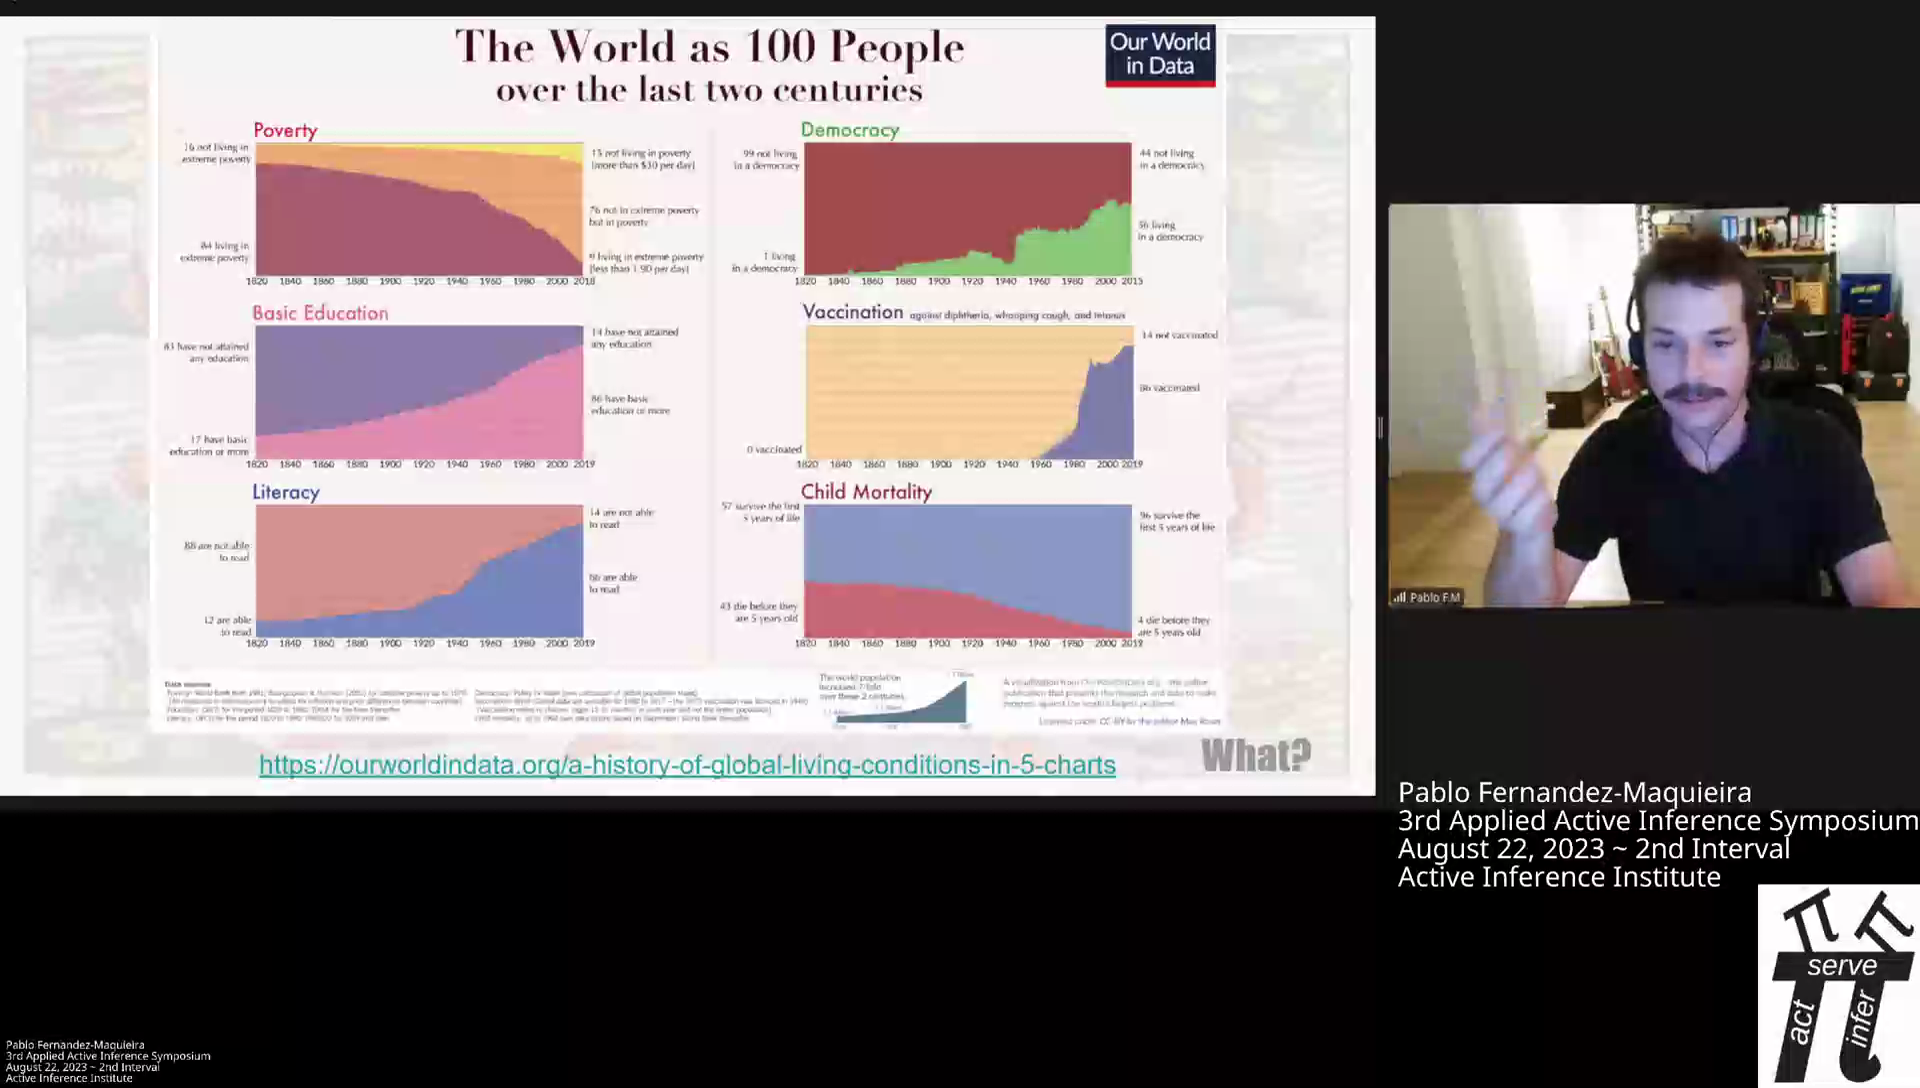 The World as 100 People
over the last two centuries
Our World
in Data
Poverty
16 not living in
extreme poverty
84 living in
extreme poverty
15 not living in poverty
(more than $30 per day)
76 not in extreme poverty
but in poverty
9 living in extreme poverty
(less than 1.90 per day)
1820 1840 1860 1880 1900 1920 1940 1960 1980 2000 2018
Democracy
99 not living
in a democracy
1 living
in a democracy
44 not living
in a democracy
56 living
in a democracy
1820 1840 1860 1880 1900 1920 1940 1960 1980 2000 2015
Basic Education
83 have not attained
any education
17 have basic
education or more
14 have not attained
any education
86 have basic
education or more
1820 1840 1860 1880 1900 1920 1940 1960 1980 2000 2019
Vaccination against diphtheria, whooping cough, and tetanus
0 vaccinated
14 not vaccinated
86 vaccinated
1820 1840 1860 1880 1900 1920 1940 1960 1980 2000 2019
Literacy
88 are not able
to read
12 are able
to read
14 are not able
to read
86 are able
to read
1820 1840 1860 1880 1900 1920 1940 1960 1980 2000 2019
Child Mortality
57 survive the first
5 years of life
43 die before they
are 5 years old
96 survive the
first 5 years of life
4 die before they
are 5 years old
1820 1840 1860 1880 1900 1920 1940 1960 1980 2000 2019
Data sources
The world population
increased 7-fold
over these 2 centuries
Licensed under CC-BY by the author Max Roser
What?
https://ourworldindata.org/a-history-of-global-living-conditions-in-5-charts
Pablo F.M
Pablo Fernandez-Maquieira
3rd Applied Active Inference Symposium
August 22, 2023 ~ 2nd Interval
Active Inference Institute
serve
act
infer
Pablo Fernandez-Maquieira
3rd Applied Active Inference Symposium
August 22, 2023 ~ 2nd Interval
Active Inference Institute